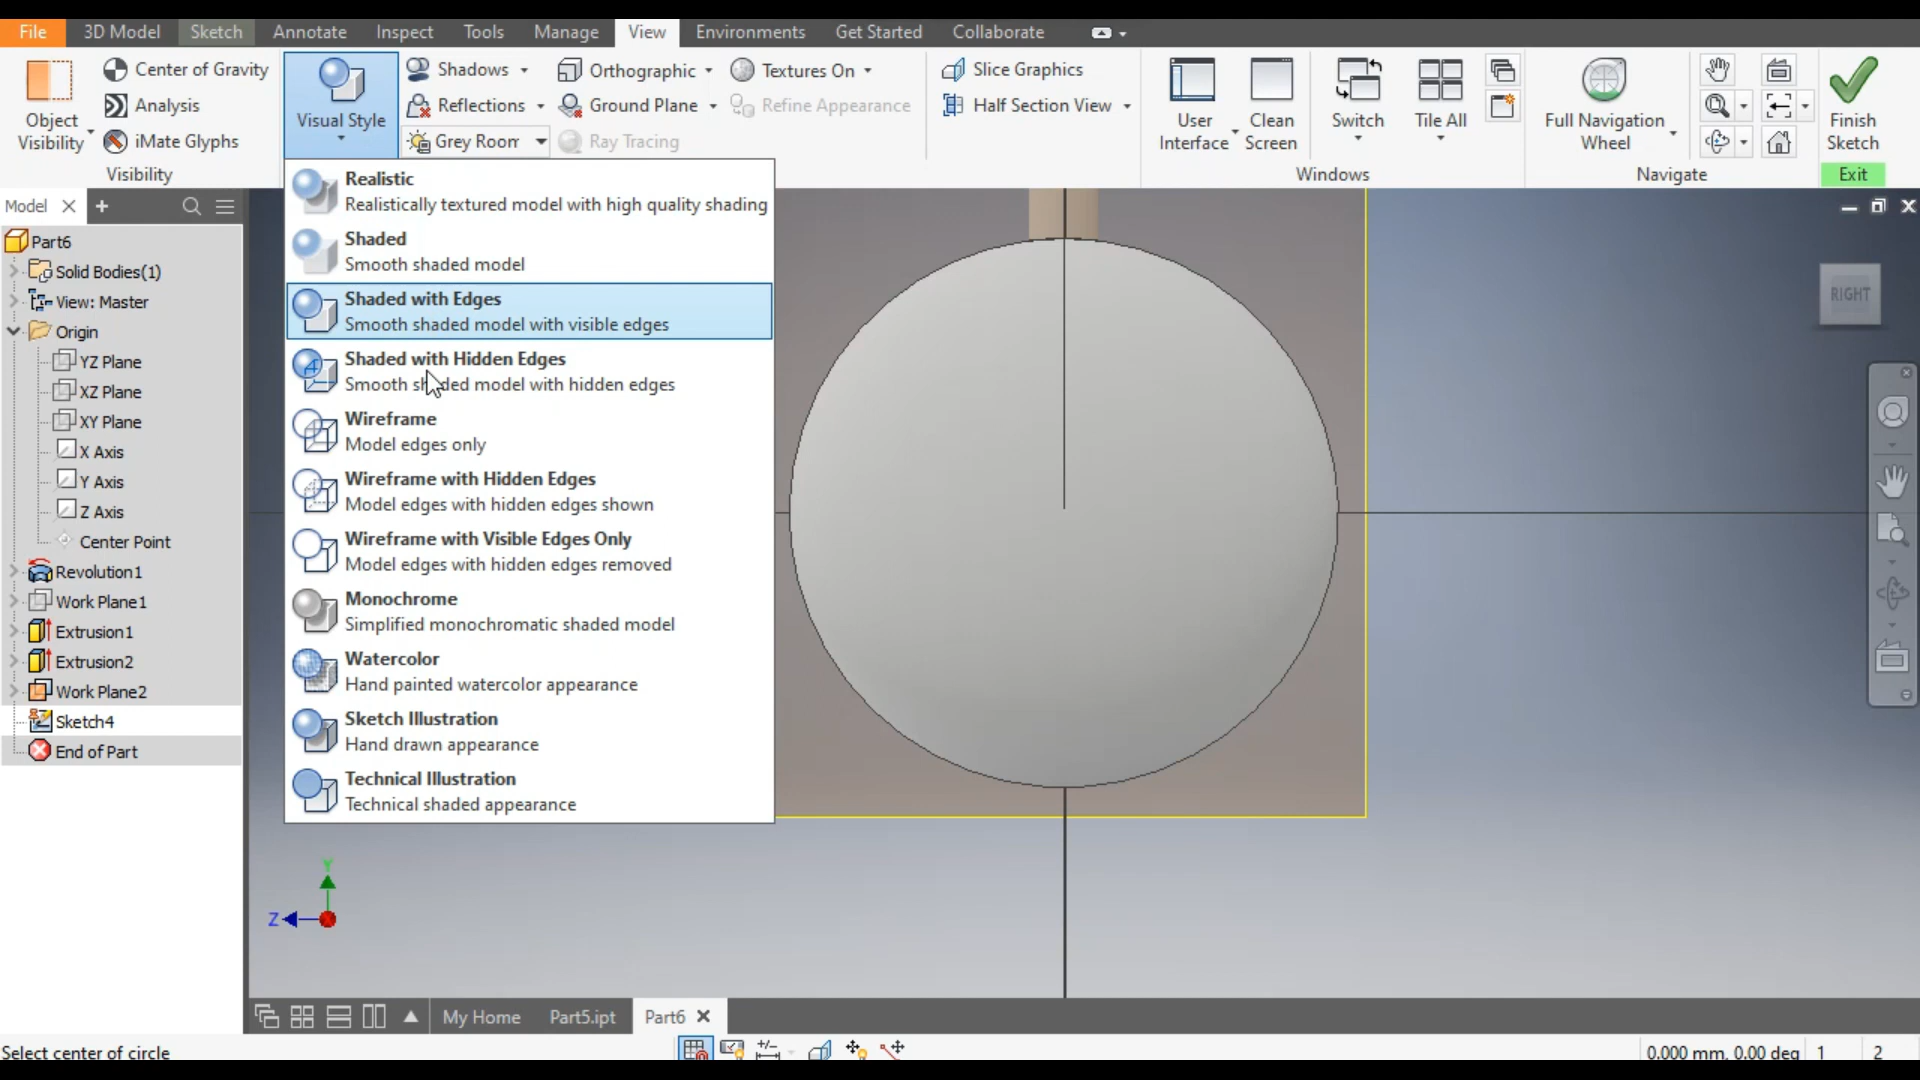 File 3D Model Sketch Annotate Inspect Tools Manage View Environments Get Started Collaborate
Object Visibility
Center of Gravity
Analysis
iMate Glyphs
Visibility
Visual Style
Shadows
Reflections
Grey Room
Orthographic
Ground Plane
Ray Tracing
Textures On
Refine Appearance
Slice Graphics
Half Section View
User Interface
Clean Screen
Switch
Tile All
Windows
Full Navigation Wheel
Navigate
Finish Sketch
Exit
Model
Part6
Solid Bodies(1)
View: Master
Origin
YZ Plane
XZ Plane
XY Plane
X Axis
Y Axis
Z Axis
Center Point
Revolution1
Work Plane1
Extrusion1
Extrusion2
Work Plane2
Sketch4
End of Part
Realistic
Realistically textured model with high quality shading
Shaded
Smooth shaded model
Shaded with Edges
Smooth shaded model with visible edges
Shaded with Hidden Edges
Smooth shaded model with hidden edges
Wireframe
Model edges only
Wireframe with Hidden Edges
Model edges with hidden edges shown
Wireframe with Visible Edges Only
Model edges with hidden edges removed
Monochrome
Simplified monochromatic shaded model
Watercolor
Hand painted watercolor appearance
Sketch Illustration
Hand drawn appearance
Technical Illustration
Technical shaded appearance
RIGHT
Y
Z
My Home Part5.ipt Part6
Select center of circle
0.000 mm, 0.00 deg 1 2